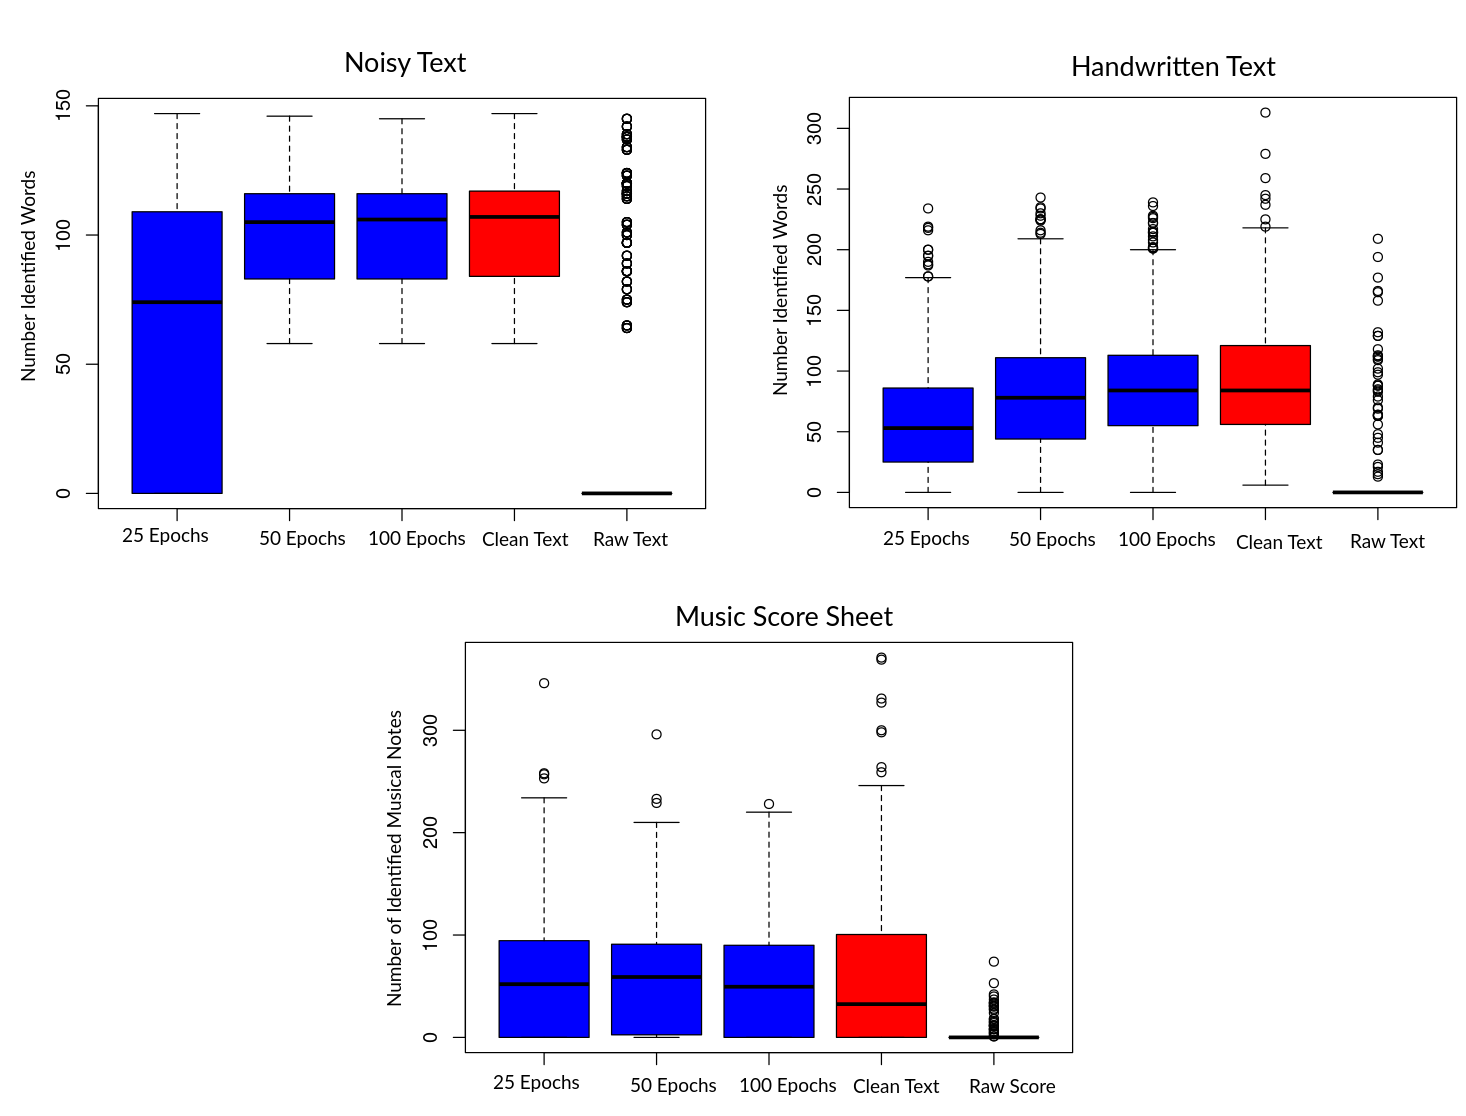 Noisy Text
Number Identified Words
150
100
50
0
25 Epochs 50 Epochs 100 Epochs Clean Text Raw Text
Handwritten Text
Number Identified Words
300
250
200
150
100
50
0
25 Epochs 50 Epochs 100 Epochs Clean Text Raw Text
Music Score Sheet
Number of Identified Musical Notes
300
200
100
0
25 Epochs 50 Epochs 100 Epochs Clean Text Raw Score